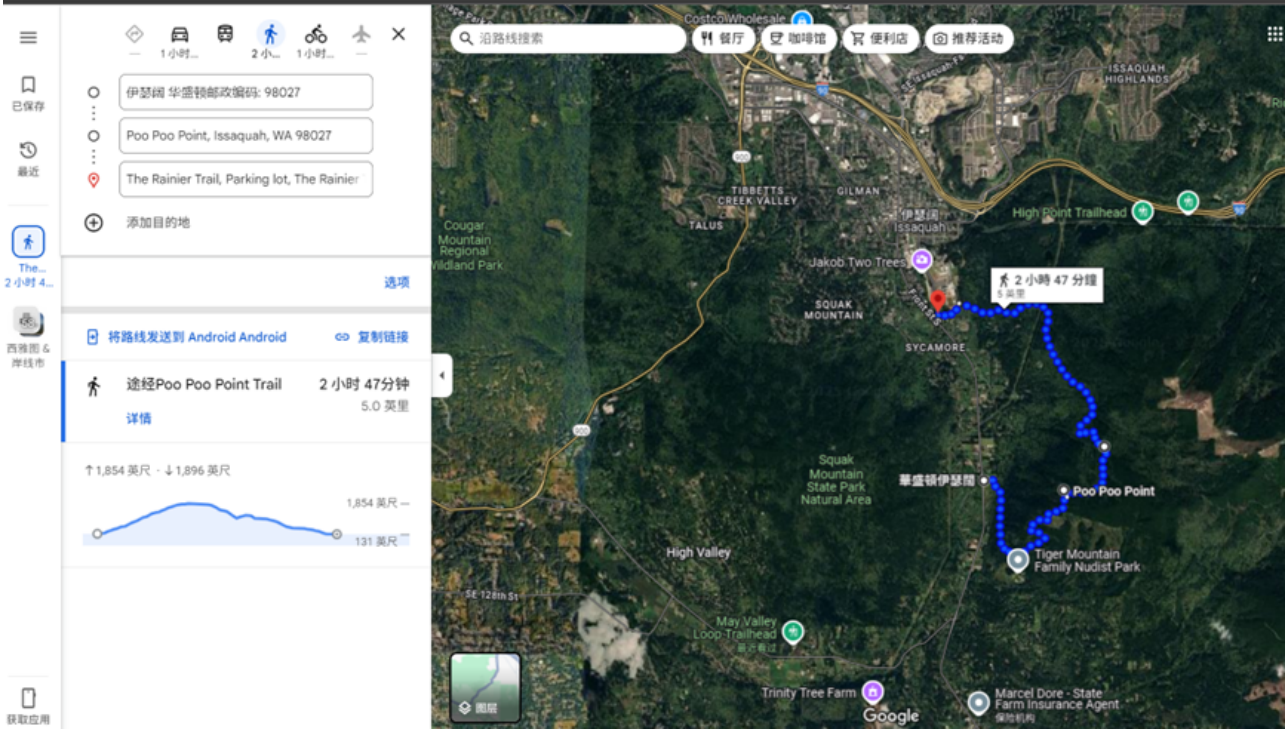 1 小时...
2 小...
1 小时...
已保存
最近
The...
2 小时 4...
西雅图 &
岸线市
获取应用
伊瑟阔 华盛顿邮政编码: 98027
Poo Poo Point, Issaquah, WA 98027
The Rainier Trail, Parking lot, The Rainier
添加目的地
选项
将路线发送到 Android Android
复制链接
途经Poo Poo Point Trail
2 小时 47分钟
5.0 英里
详情
↑1,854 英尺 · ↓1,896 英尺
1,854 英尺
131 英尺
沿路线搜索
餐厅
咖啡馆
便利店
推荐活动
Costco Wholesale
ISSAQUAH
HIGHLANDS
90
900
TIBBETTS
CREEK VALLEY
GILMAN
TALUS
伊瑟阔
Issaquah
High Point Trailhead
90
Cougar
Mountain
Regional
Wildland Park
Jakob Two Trees
2 小時 47 分鐘
5 英里
SQUAK
MOUNTAIN
Front St S
SYCAMORE
900
Squak
Mountain
State Park
Natural Area
華盛頓伊瑟闊
Poo Poo Point
High Valley
Tiger Mountain
Family Nudist Park
SE 128th St
May Valley
Loop Trailhead
最近看过
Trinity Tree Farm
Marcel Dore - State
Farm Insurance Agent
保险机构
图层
Google